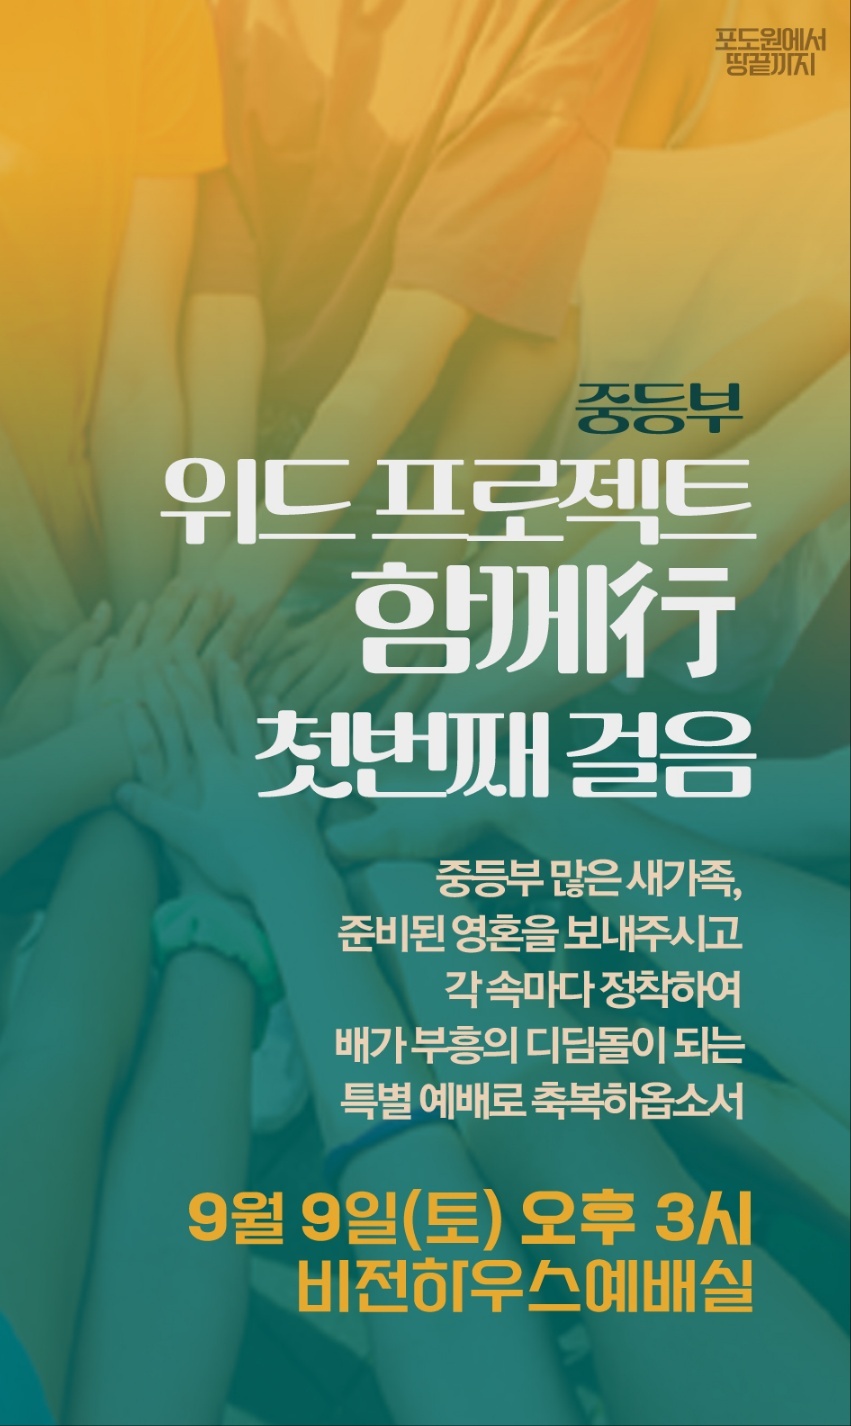 포도원에서
땅끝까지
중등부
위드 프로젝트
함께行
첫번째 걸음
중등부 많은 새가족,
준비된 영혼을 보내주시고
각 속마다 정착하여
배가 부흥의 디딤돌이 되는
특별 예배로 축복하옵소서
9월 9일(토) 오후 3시
비전하우스예배실